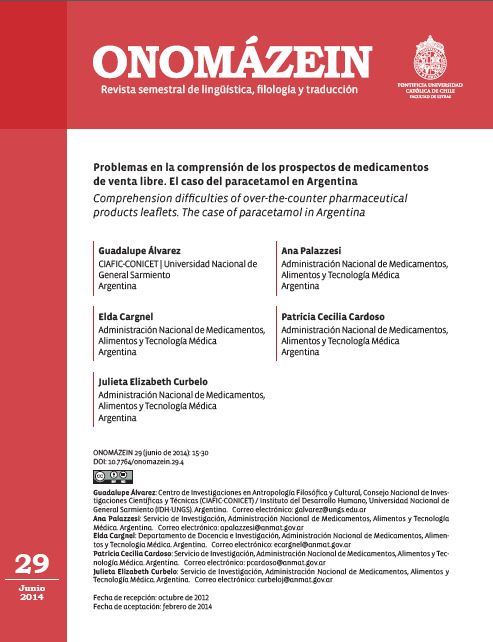 ONOMÁZEIN
Revista semestral de lingüística, filología y traducción
PONTIFICIA UNIVERSIDAD
CATÓLICA DE CHILE
FACULTAD DE LETRAS
Problemas en la comprensión de los prospectos de medicamentos
de venta libre. El caso del paracetamol en Argentina
Comprehension difficulties of over-the-counter pharmaceutical
products leaflets. The case of paracetamol in Argentina
Guadalupe Álvarez
CIAFIC-CONICET | Universidad Nacional de
General Sarmiento
Argentina
Ana Palazzesi
Administración Nacional de Medicamentos,
Alimentos y Tecnología Médica
Argentina
Elda Cargnel
Administración Nacional de Medicamentos,
Alimentos y Tecnología Médica
Argentina
Patricia Cecilia Cardoso
Administración Nacional de Medicamentos,
Alimentos y Tecnología Médica
Argentina
Julieta Elizabeth Curbelo
Administración Nacional de Medicamentos,
Alimentos y Tecnología Médica
Argentina
ONOMÁZEIN 29 (junio de 2014): 15-30
DOI: 10.7764/onomazein.29.4
Guadalupe Álvarez: Centro de Investigaciones en Antropología Filosófica y Cultural, Consejo Nacional de Inves-
tigaciones Científicas y Técnicas (CIAFIC-CONICET) / Instituto del Desarrollo Humano, Universidad Nacional de
General Sarmiento (IDH-UNGS). Argentina. Correo electrónico: galvarez@ungs.edu.ar
Ana Palazzesi: Servicio de Investigación, Administración Nacional de Medicamentos, Alimentos y Tecnología
Médica. Argentina. Correo electrónico: apalazzesi@anmat.gov.ar
Elda Cargnel: Departamento de Docencia e Investigación, Administración Nacional de Medicamentos, Alimen-
tos y Tecnología Médica. Argentina. Correo electrónico: ecargnel@anmat.gov.ar
Patricia Cecilia Cardoso: Servicio de Investigación, Administración Nacional de Medicamentos, Alimentos y Tec-
nología Médica. Argentina. Correo electrónico: pcardoso@anmat.gov.ar
Julieta Elizabeth Curbelo: Servicio de Investigación, Administración Nacional de Medicamentos, Alimentos y
Tecnología Médica. Argentina. Correo electrónico: curbeloj@anmat.gov.ar
Fecha de recepción: octubre de 2012
Fecha de aceptación: febrero de 2014
29
Junio
2014